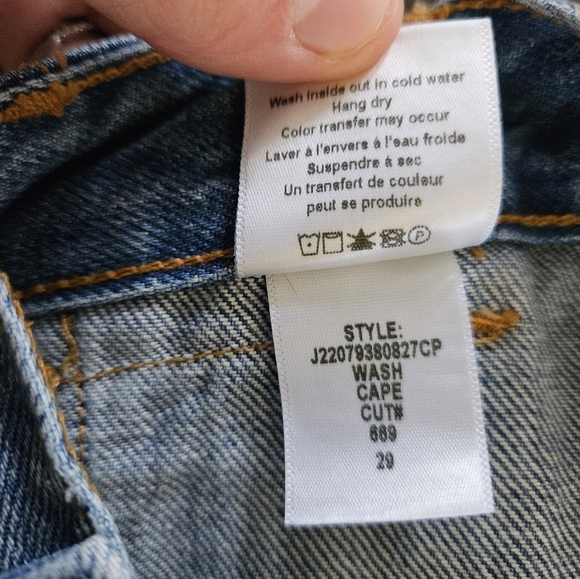 Wash inside out in cold water
Hang dry
Color transfer may occur
Laver à l'envers à l'eau froide
Suspendre à sec
Un transfert de couleur
peut se produire
P
STYLE:
J22079380827CP
WASH
CAPE
CUT#
669
29